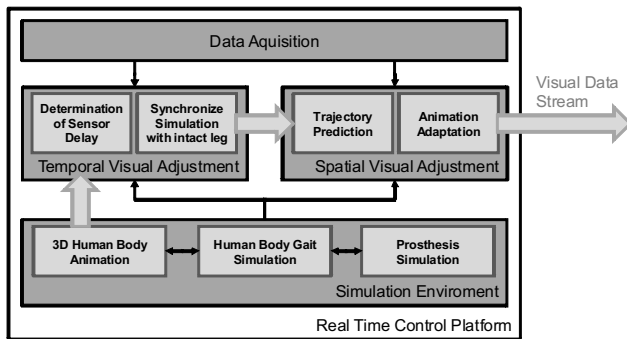 Data Aquisition
Visual Data
Stream
Determination
of Sensor
Delay
Synchronize
Simulation
with intact leg
Temporal Visual Adjustment
Trajectory
Prediction
Animation
Adaptation
Spatial Visual Adjustment
3D Human Body
Animation
Human Body Gait
Simulation
Prosthesis
Simulation
Simulation Enviroment
Real Time Control Platform